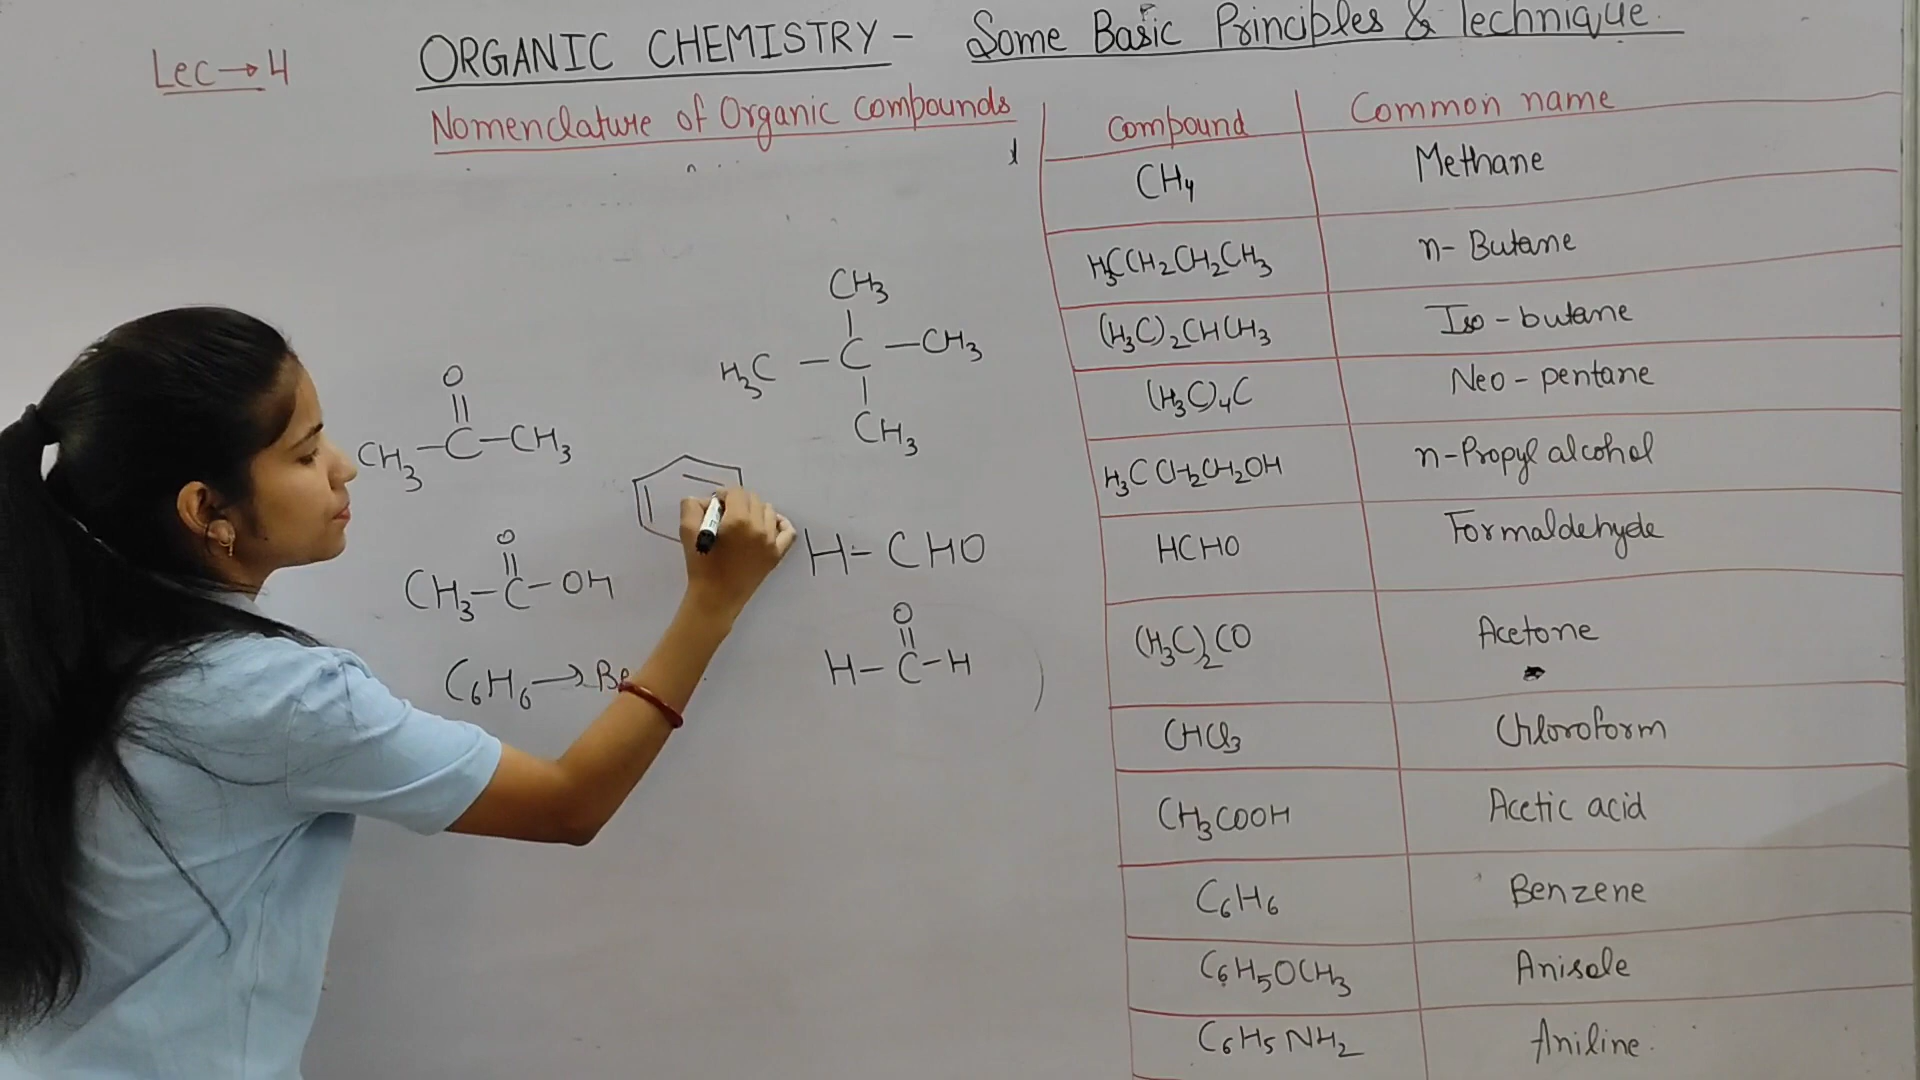 Lec→4
ORGANIC CHEMISTRY - Some Basic Principles & Technique.
Nomenclature of Organic compounds
CH3
|
H3C — C — CH3
|
CH3
O
||
CH3—C—CH3
H- CHO
O
||
CH3—C—OH
O
||
H—C—H
C6H6→Be
Compound Common name
CH4 Methane
H3CCH2CH2CH3 n- Butane
(H3C)2CHCH3 Iso-butane
(H3C)4C Neo-pentane
H3C CH2CH2OH n-Propyl alcohol
HCHO Formaldehyde
(H3C)2CO Acetone
CHCl3 Chloroform
CH3COOH Acetic acid
C6H6 Benzene
C6H5OCH3 Anisole
C6H5NH2 Aniline.